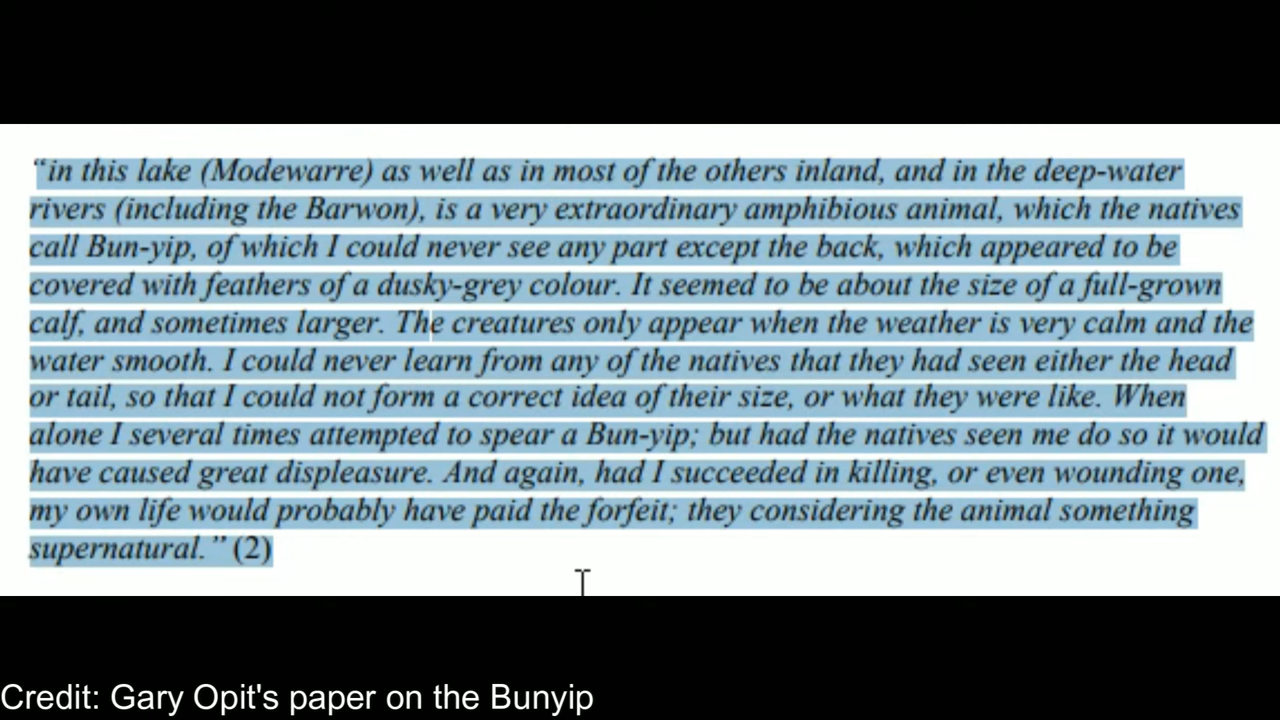 “in this lake (Modewarre) as well as in most of the others inland, and in the deep-water
rivers (including the Barwon), is a very extraordinary amphibious animal, which the natives
call Bun-yip, of which I could never see any part except the back, which appeared to be
covered with feathers of a dusky-grey colour. It seemed to be about the size of a full-grown
calf, and sometimes larger. The creatures only appear when the weather is very calm and the
water smooth. I could never learn from any of the natives that they had seen either the head
or tail, so that I could not form a correct idea of their size, or what they were like. When
alone I several times attempted to spear a Bun-yip; but had the natives seen me do so it would
have caused great displeasure. And again, had I succeeded in killing, or even wounding one,
my own life would probably have paid the forfeit; they considering the animal something
supernatural.” (2)
Credit: Gary Opit's paper on the Bunyip